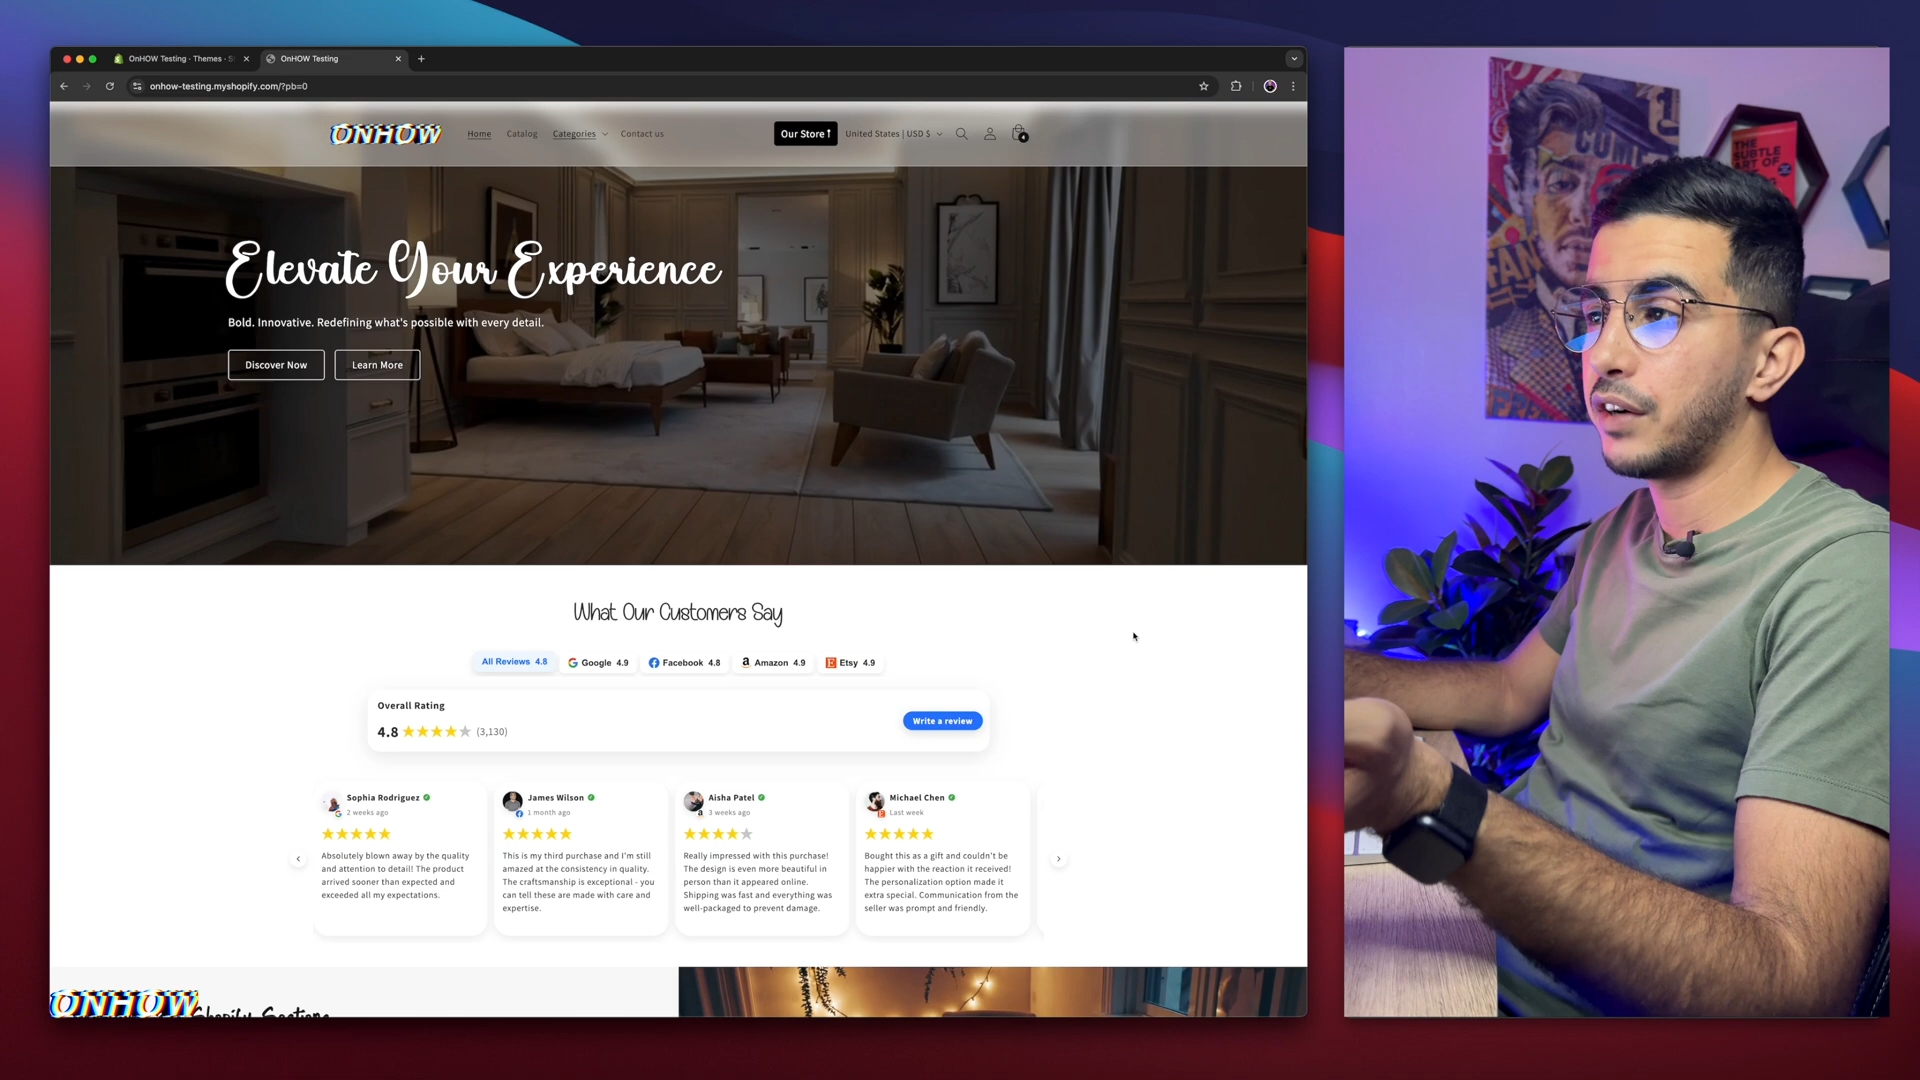 OnHOW Testing · Themes · S
OnHOW Testing
onhow-testing.myshopify.com/?pb=0
ONHOW
Home
Catalog
Categories
Contact us
Our Store
United States | USD $
4
Elevate Your Experience
Bold. Innovative. Redefining what's possible with every detail.
Discover Now
Learn More
What Our Customers Say
All Reviews 4.8
Google 4.9
Facebook 4.8
Amazon 4.9
Etsy 4.9
Overall Rating
4.8 ★★★★★ (3,130)
Write a review
Sophia Rodriguez
2 weeks ago
Absolutely blown away by the quality
and attention to detail! The product
arrived sooner than expected and
exceeded all my expectations.
James Wilson
1 month ago
This is my third purchase and I'm still
amazed at the consistency in quality.
The craftsmanship is exceptional - you
can tell these are made with care and
expertise.
Aisha Patel
3 weeks ago
Really impressed with this purchase!
The design is even more beautiful in
person than it appeared online.
Shipping was fast and everything was
well-packaged to prevent damage.
Michael Chen
Last week
Bought this as a gift and couldn't be
happier with the reaction it received!
The personalization option made it
extra special. Communication from the
seller was prompt and friendly.
ONHOW
Shopify Sections
THE
SUBTLE
ART OF